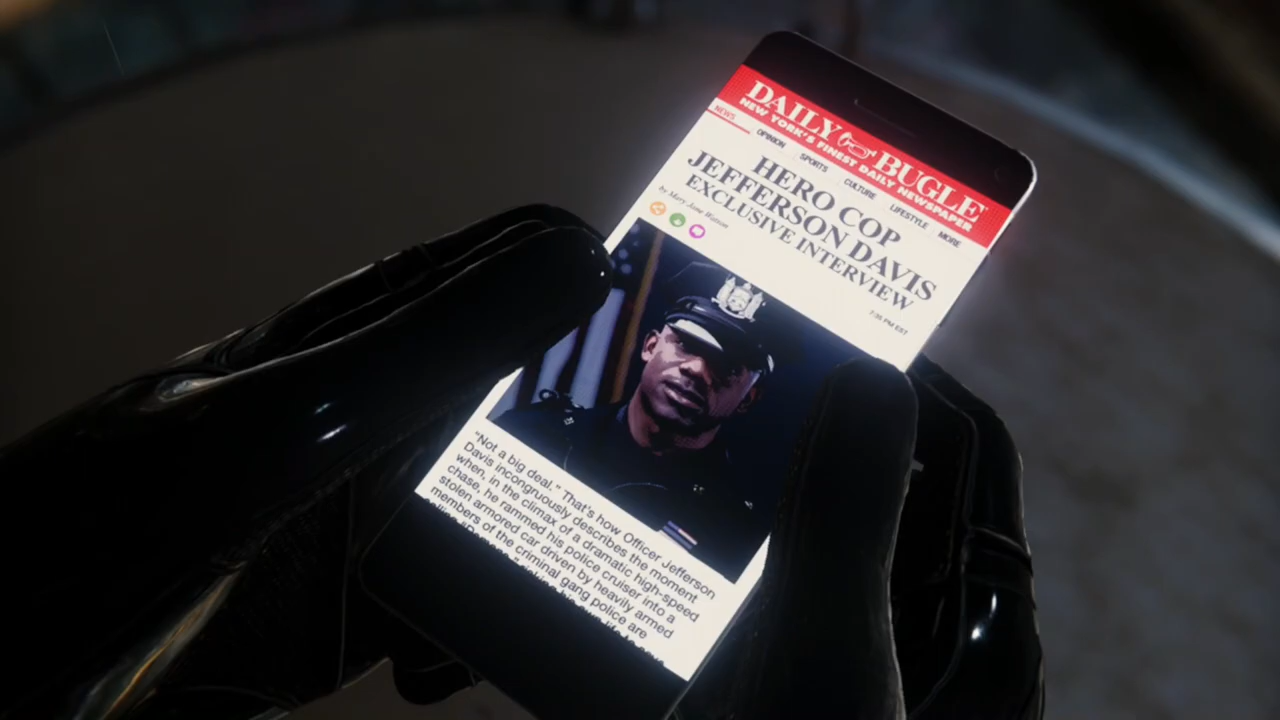 DAILY BUGLE
NEW YORK'S FINEST DAILY NEWSPAPER
NEWS OPINION SPORTS CULTURE LIFESTYLE MORE
HERO COP
JEFFERSON DAVIS
EXCLUSIVE INTERVIEW
by Mary Jane Watson
7:35 PM EST
"Not a big deal." That's how Officer Jefferson
Davis incongruously describes the moment
when, in the climax of a dramatic high-speed
chase, he rammed his police cruiser into a
stolen armored car driven by heavily armed
members of the criminal gang police are